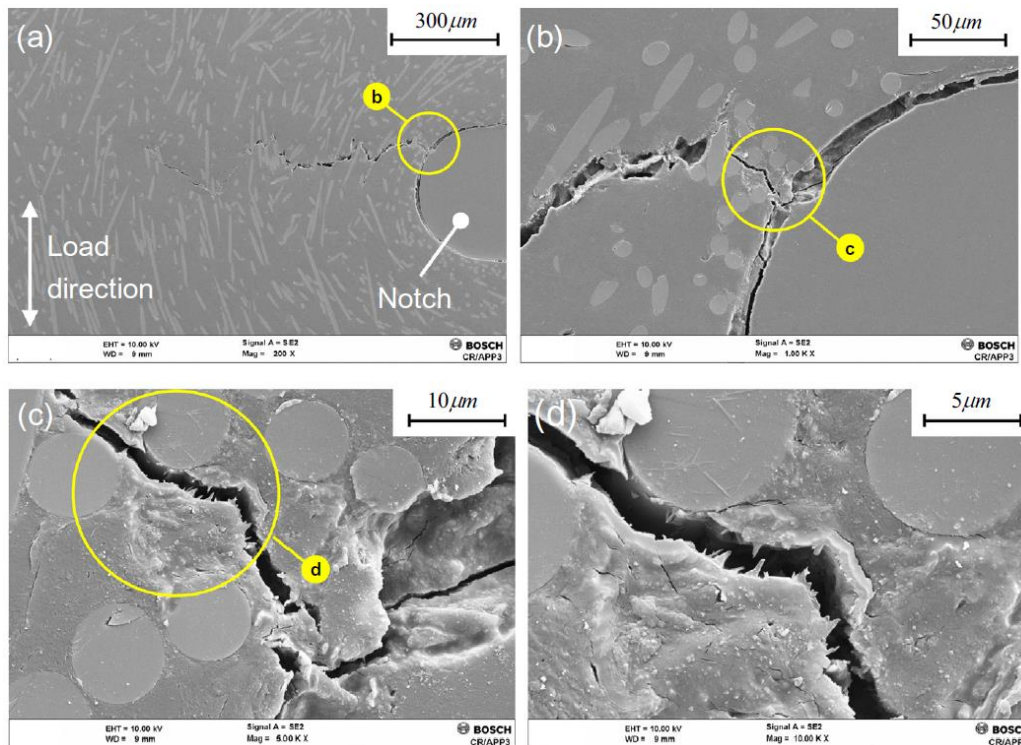 (a)
300μm
b
Load
direction
Notch
EHT = 10.00 kV
WD = 9 mm
Signal A = SE2
Mag = 200 X
BOSCH
CR/APP3
(b)
50μm
c
EHT = 10.00 kV
WD = 9 mm
Signal A = SE2
Mag = 1.00 K X
BOSCH
CR/APP3
(c)
10μm
d
EHT = 10.00 kV
WD = 9 mm
Signal A = SE2
Mag = 5.00 K X
BOSCH
CR/APP3
(d)
5μm
EHT = 10.00 kV
WD = 9 mm
Signal A = SE2
Mag = 10.00 K X
BOSCH
CR/APP3